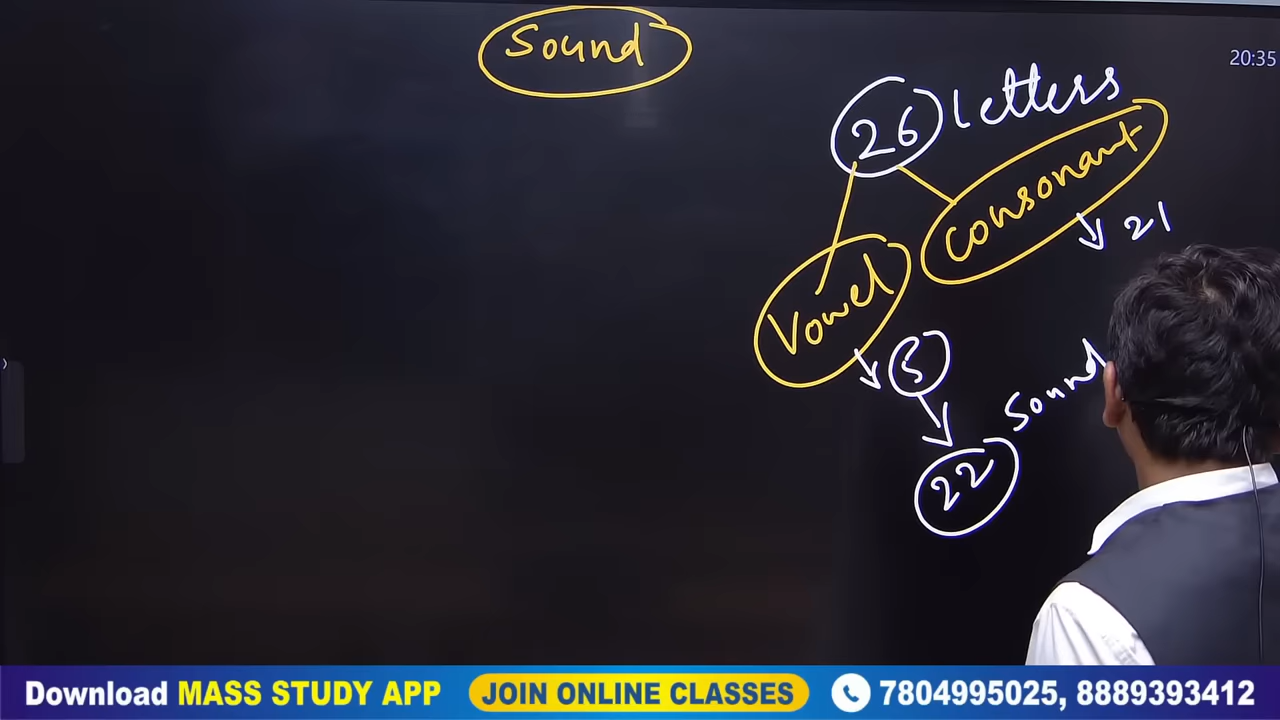 Sound
20:35
26 letters
consonant
21
Vowel
5
Sound
22
Download MASS STUDY APP JOIN ONLINE CLASSES 7804995025, 8889393412